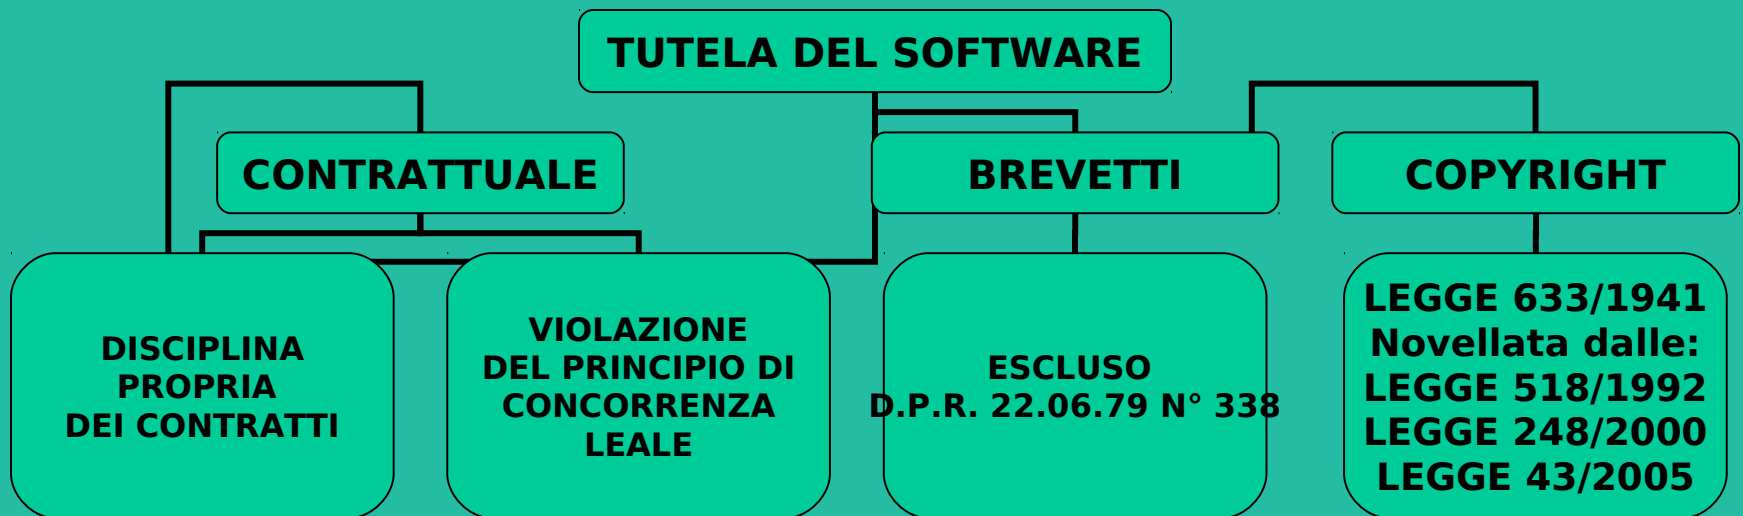 TUTELA DEL SOFTWARE
CONTRATTUALE
BREVETTI
COPYRIGHT
DISCIPLINA
PROPRIA
DEI CONTRATTI
VIOLAZIONE
DEL PRINCIPIO DI
CONCORRENZA
LEALE
ESCLUSO
D.P.R. 22.06.79 N° 338
LEGGE 633/1941
Novellata dalle:
LEGGE 518/1992
LEGGE 248/2000
LEGGE 43/2005